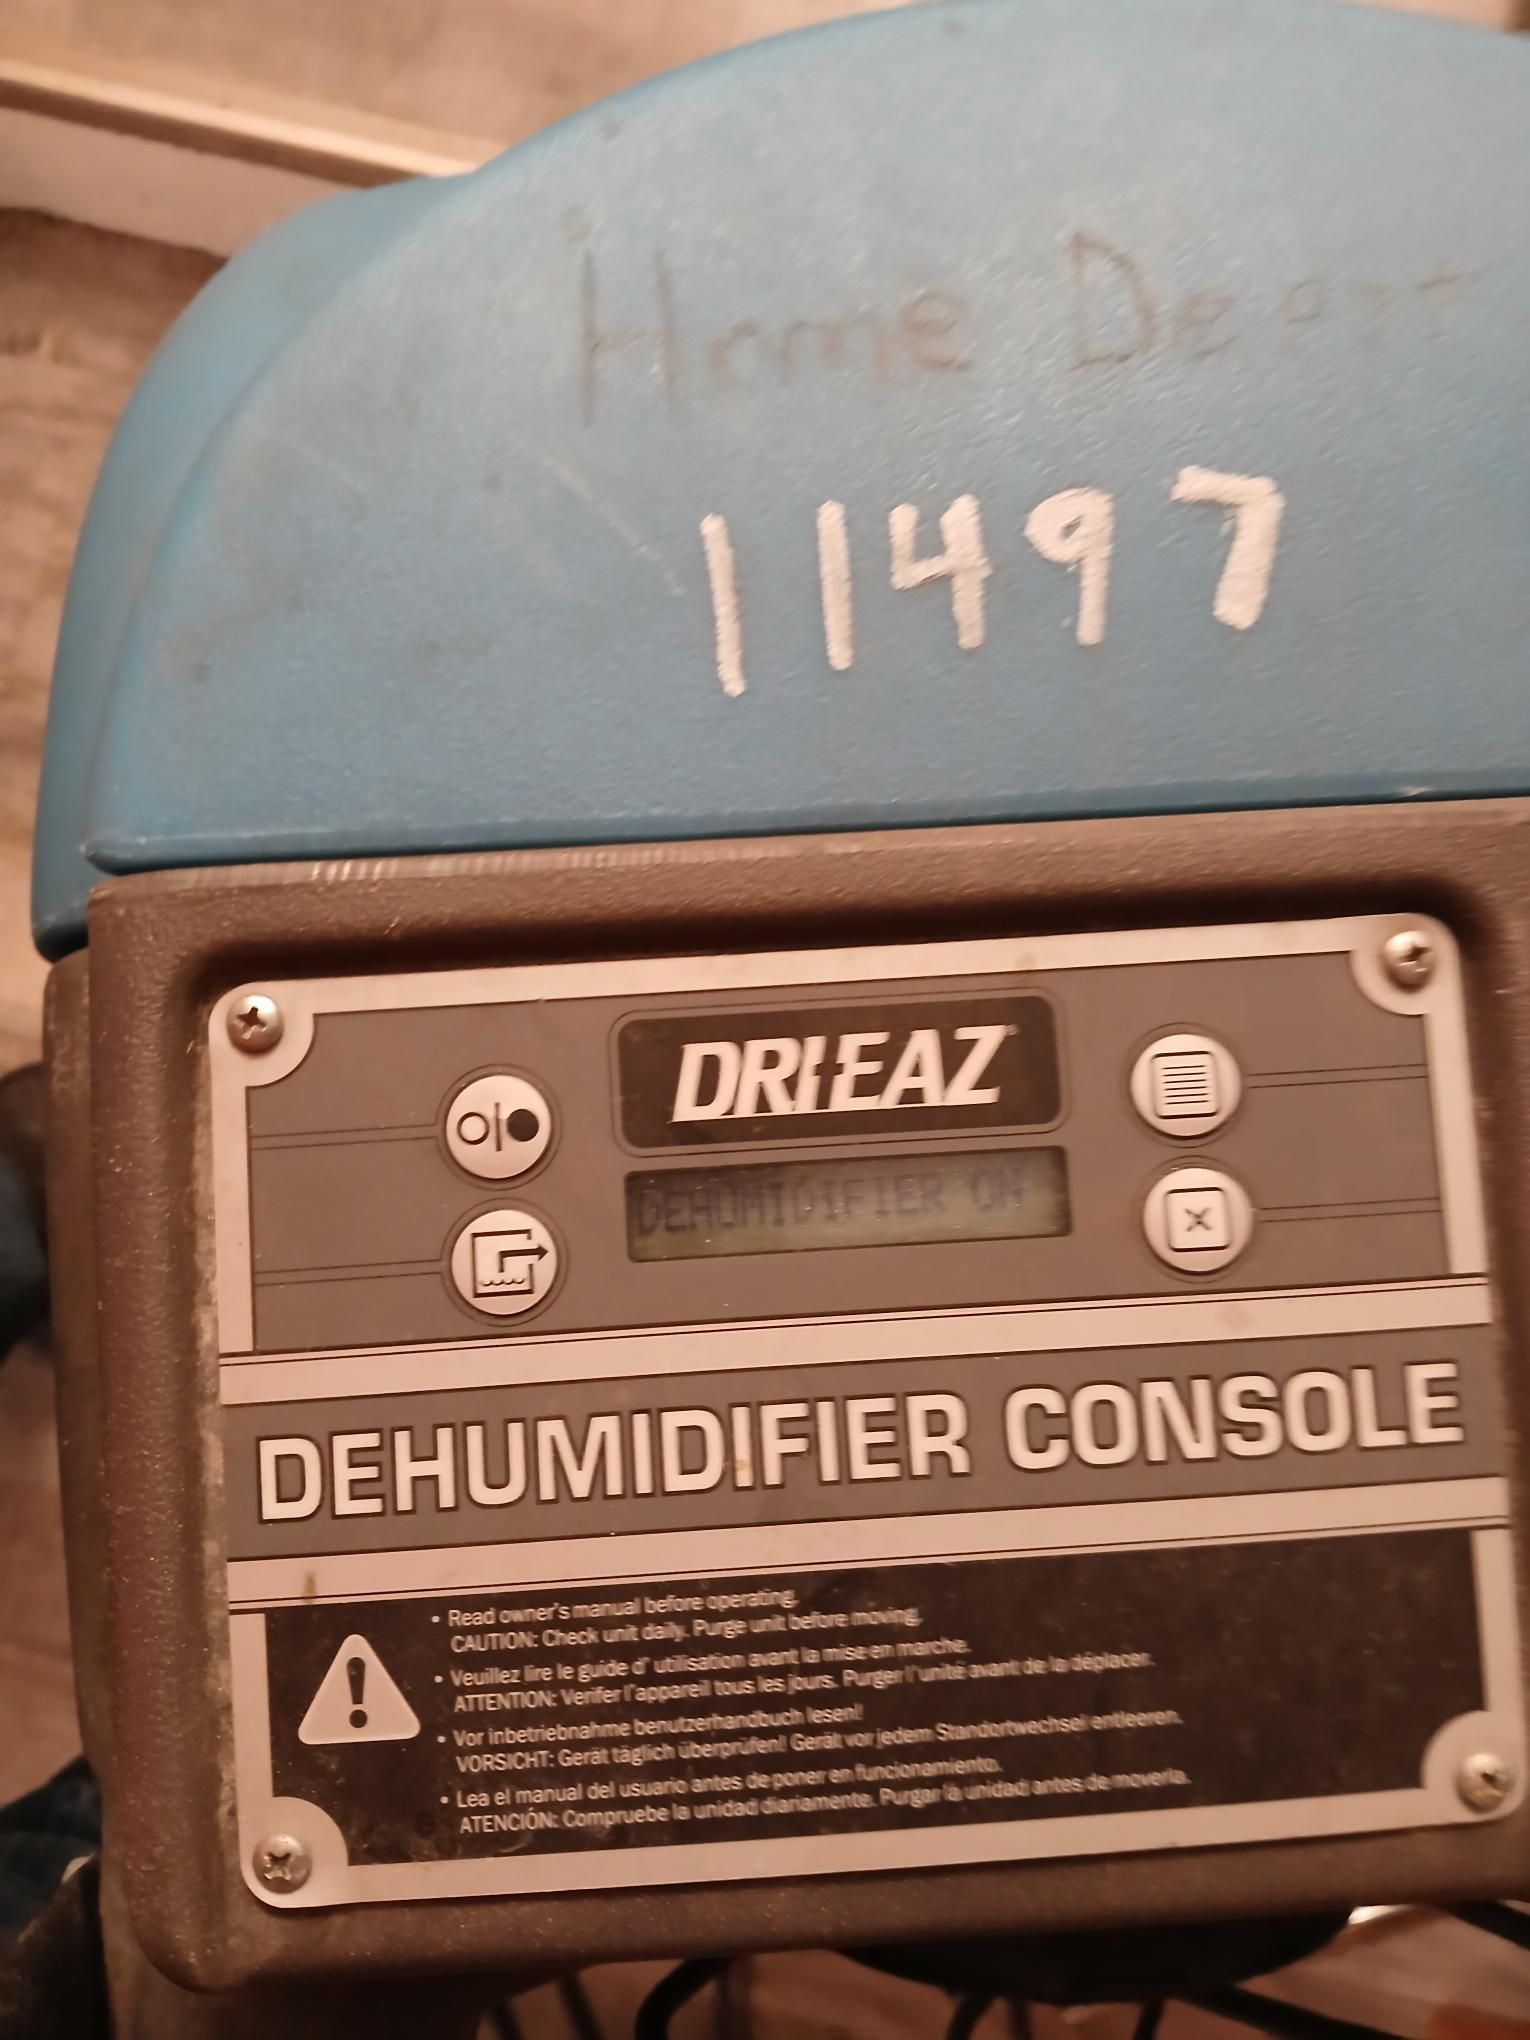 Home Depot
11497
DRI-EAZ
DEHUMIDIFIER ON
DEHUMIDIFIER CONSOLE
• Read owner's manual before operating.
CAUTION: Check unit daily. Purge unit before moving.
• Veuillez lire le guide d' utilisation avant la mise en marche.
ATTENTION: Verifer l'appareil tous les jours. Purger l'unité avant de la déplacer.
• Vor inbetriebnahme benutzerhandbuch lesen!
VORSICHT: Gerät täglich überprüfen! Gerät vor jedem Standortwechsel entleeren.
• Lea el manual del usuario antes de poner en funcionamiento.
ATENCIÓN: Compruebe la unidad diariamente. Purgar la unidad antes de moverla.